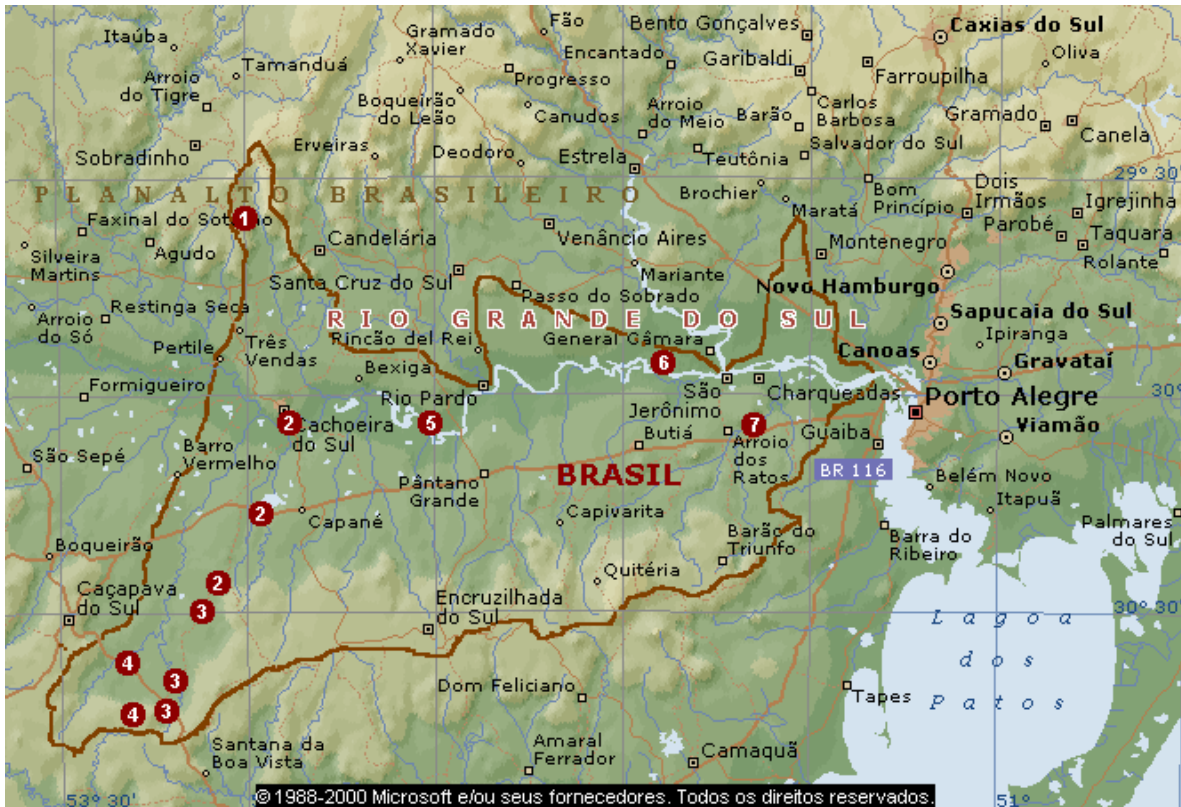 Itaúba
Tamanduá
Arroio
do Tigre
Sobradinho
Gramado
Xavier
Fão
Encantado
Progresso
Boqueirão
do Leão
Canudos
Erveiras
Deodoro
Bento Gonçalves
Garibaldi
Caxias do Sul
Oliva
Farroupilha
Carlos
Barbosa
Arroio
do Meio
Barão
Gramado
Canela
Salvador do Sul
Estrela
Teutônia
29° 30'
PLANALTO BRASILEIRO
Brochier
Bom
Princípio
Dois
Irmãos
Igrejinha
Parobé
Maratá
1
Faxinal do Soturno
Candelária
Venâncio Aires
Montenegro
Taquara
Rolante
Silveira
Martins
Agudo
Santa Cruz do Sul
Mariante
Novo Hamburgo
Restinga Seca
Passo do Sobrado
RIO GRANDE DO SUL
Sapucaia do Sul
Arroio
do Só
Três
Vendas
Rincão del Rei
General Câmara
Ipiranga
Pertile
Bexiga
6
Canoas
Gravataí
Formigueiro
Rio Pardo
São
Jerônimo
Charqueadas
30°
Porto Alegre
2
Cachoeira
do Sul
5
7
Butiá
Arroio
dos
Ratos
Guaíba
Viamão
Barro
Vermelho
São Sepé
Pântano
Grande
BRASIL
BR 116
Belém Novo
Itapuã
2
Capané
Capivarita
Barão do
Triunfo
Barra do
Ribeiro
Palmares
do Sul
Boqueirão
Quitéria
2
3
Caçapava
do Sul
Encruzilhada
do Sul
30° 30'
Lagoa
dos
Patos
4
3
Dom Feliciano
Tapes
4
3
Santana da
Boa Vista
Amaral
Ferrador
Camaquã
53° 30'
© 1988-2000 Microsoft e/ou seus fornecedores. Todos os direitos reservados.
51°